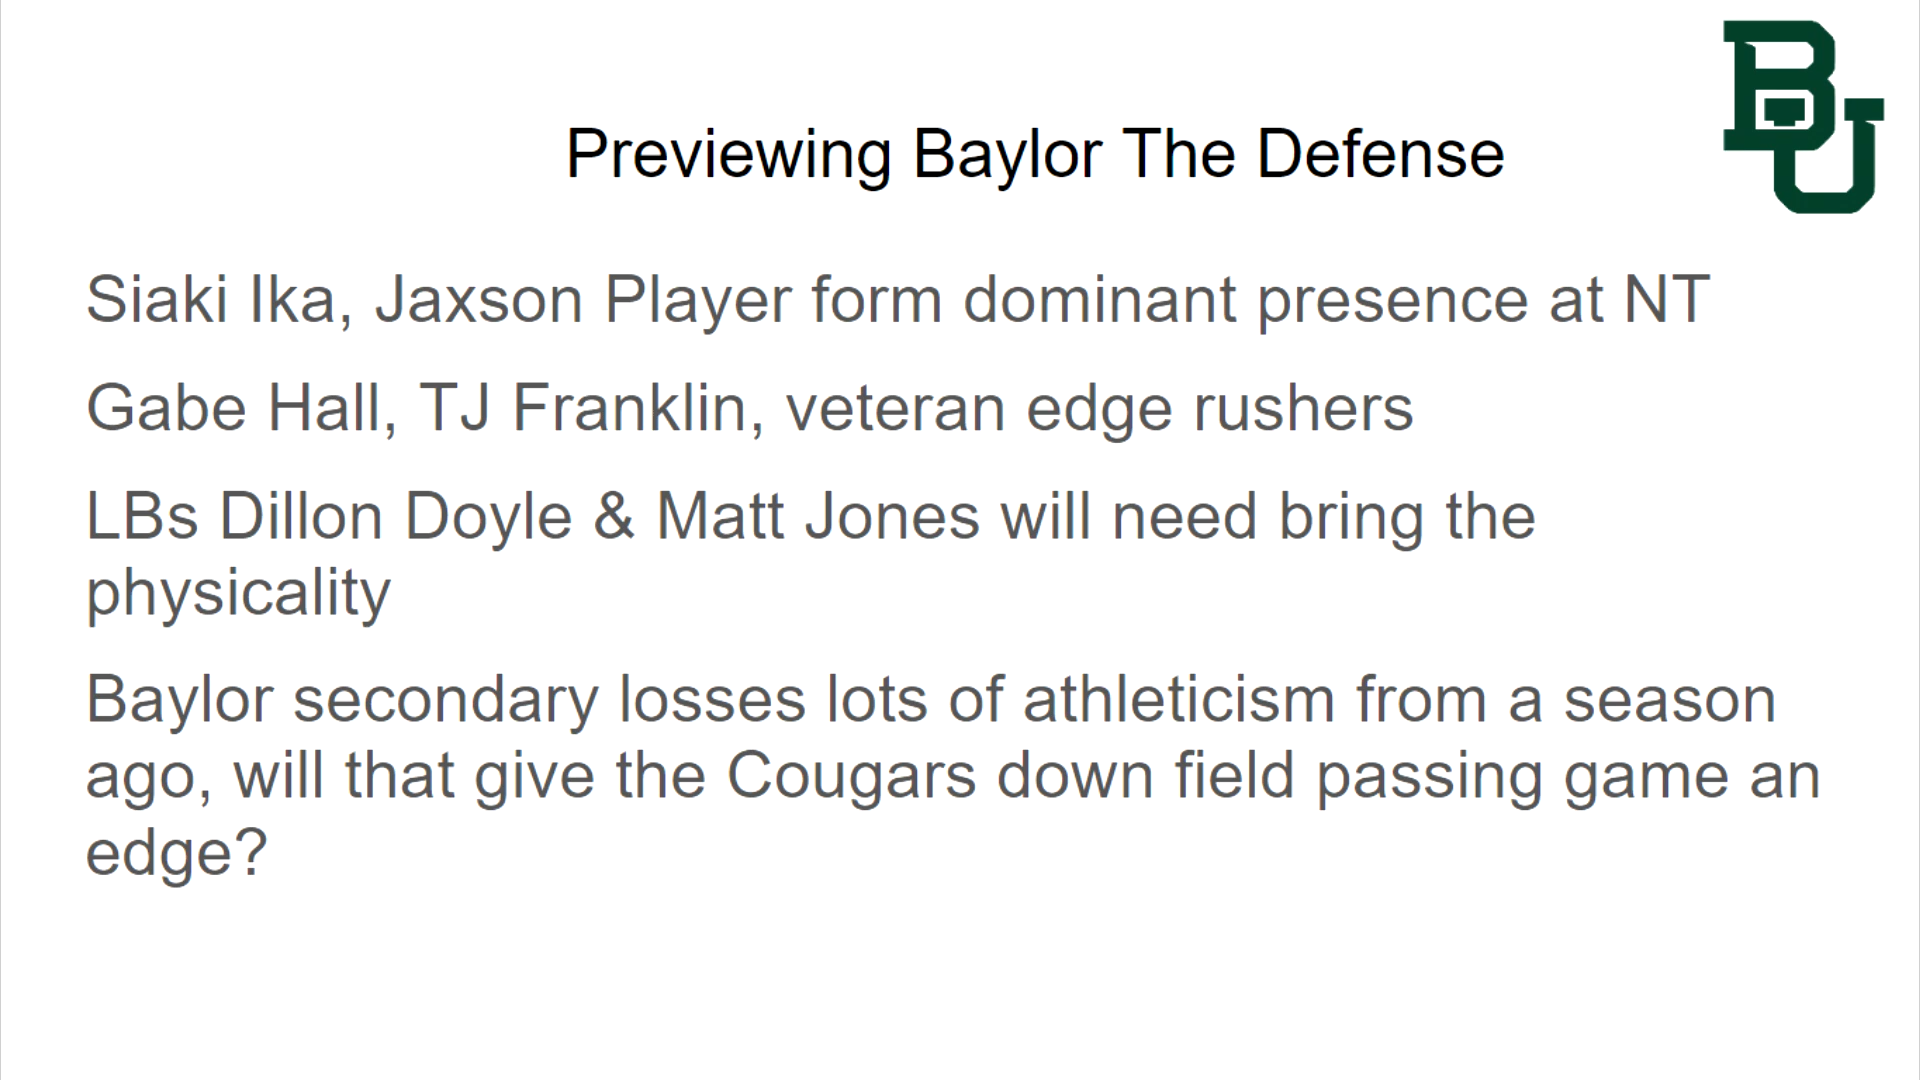 BU
Previewing Baylor The Defense
Siaki Ika, Jaxson Player form dominant presence at NT
Gabe Hall, TJ Franklin, veteran edge rushers
LBs Dillon Doyle & Matt Jones will need bring the
physicality
Baylor secondary losses lots of athleticism from a season
ago, will that give the Cougars down field passing game an
edge?